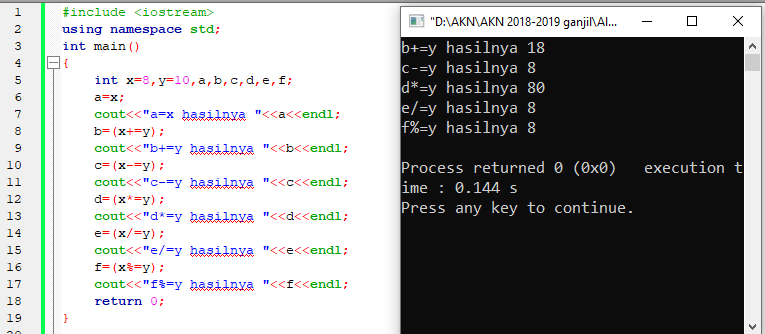 1 #include <iostream>
2 using namespace std;
3 int main()
4 {
5 int x=8,y=10,a,b,c,d,e,f;
6 a=x;
7 cout<<"a=x hasilnya "<<a<<endl;
8 b=(x+=y);
9 cout<<"b+=y hasilnya "<<b<<endl;
10 c=(x-=y);
11 cout<<"c-=y hasilnya "<<c<<endl;
12 d=(x*=y);
13 cout<<"d*=y hasilnya "<<d<<endl;
14 e=(x/=y);
15 cout<<"e/=y hasilnya "<<e<<endl;
16 f=(x%=y);
17 cout<<"f%=y hasilnya "<<f<<endl;
18 return 0;
19 }
"D:\AKN\AKN 2018-2019 ganjil\Al...
b+=y hasilnya 18
c-=y hasilnya 8
d*=y hasilnya 80
e/=y hasilnya 8
f%=y hasilnya 8
Process returned 0 (0x0) execution t
ime : 0.144 s
Press any key to continue.